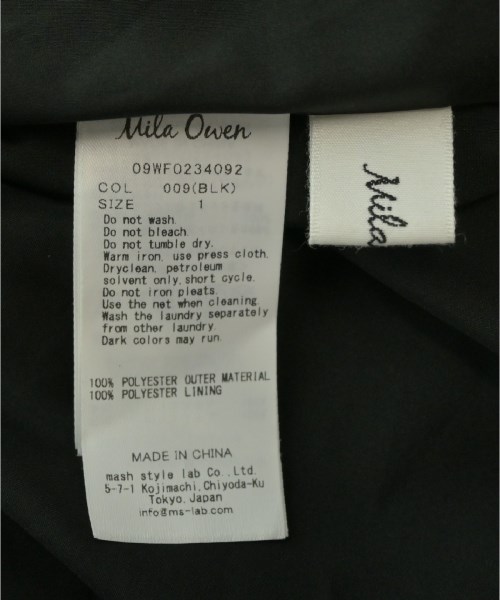 Mila Owen
09WFO234092
COL 009(BLK)
SIZE 1
Do not wash.
Do not bleach.
Do not tumble dry.
Warm iron, use press cloth.
Dryclean, petroleum
solvent only,short cycle.
Do not iron pleats.
Use the net when cleaning.
Wash the laundry separately
from other laundry
Dark colors may run.
100% POLYESTER OUTER MATERIAL
100% POLYESTER LINING
MADE IN CHINA
mash style lab Co.,Ltd.
5-7-1 Kojimachi,Chiyoda-Ku
Tokyo,Japan
info@ms-lab.com
Mila